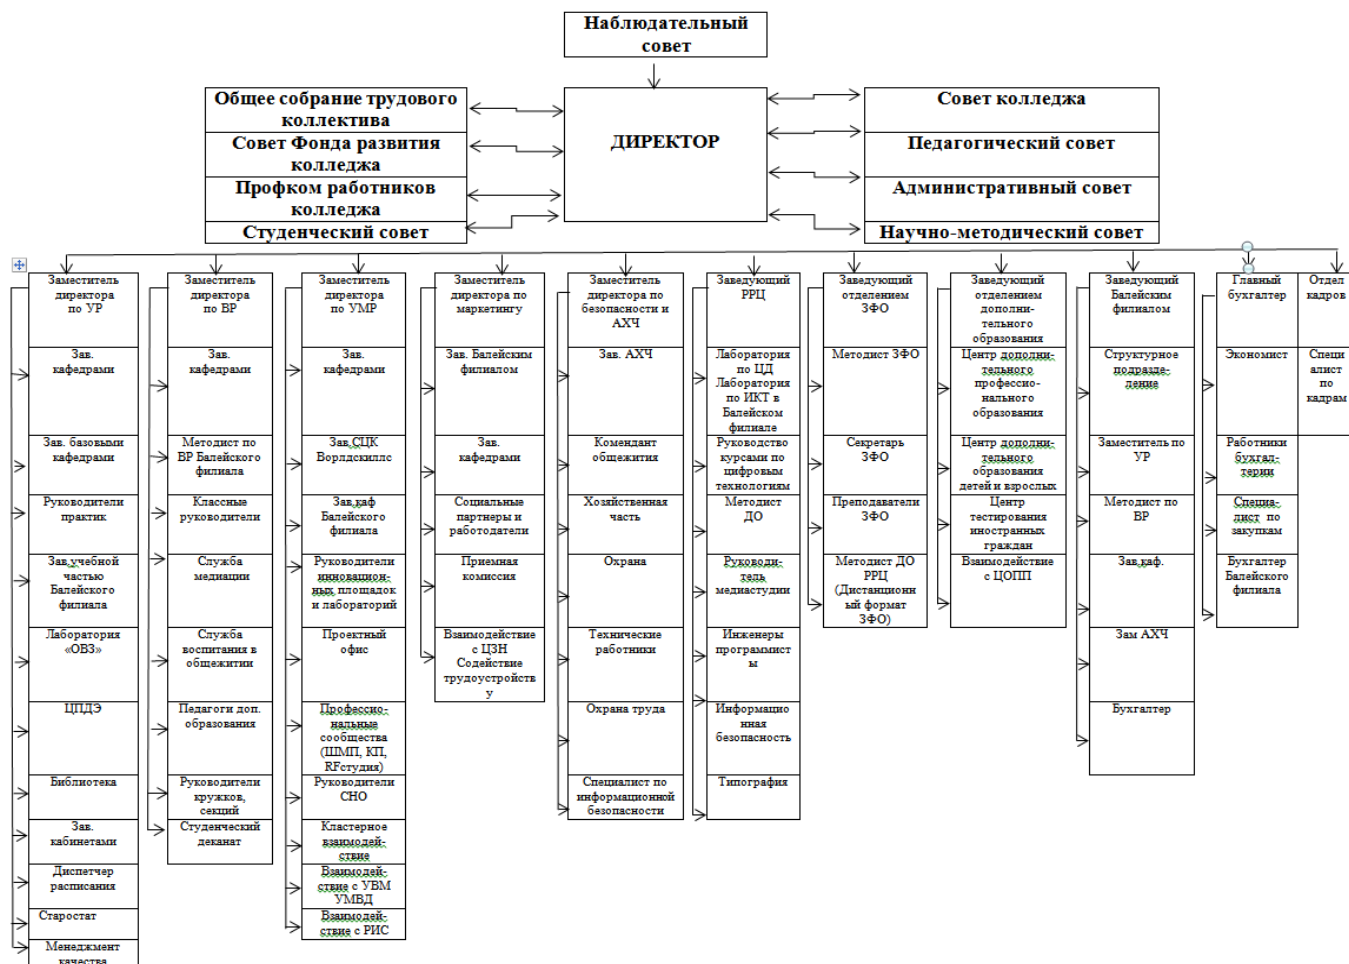 Наблюдательный
совет
Общее собрание трудового
коллектива
Совет Фонда развития
колледжа
Профком работников
колледжа
Студенческий совет
ДИРЕКТОР
Совет колледжа
Педагогический совет
Административный совет
Научно-методический совет
Заместитель
директора
по УР
Зав.
кафедрами
Зав. базовыми
кафедрами
Руководители
практик
Зав.учебной
частью
Балейского
филиала
Лаборатория
«ОВЗ»
ЦПДЭ
Библиотека
Зав.
кабинетами
Диспетчер
расписания
Старостат
Менеджмент
качества
Заместитель
директора
по ВР
Зав.
кафедрами
Методист по
ВР Балейского
филиала
Классные
руководители
Служба
медиации
Служба
воспитания в
общежитии
Педагоги доп.
образования
Руководители
кружков,
секций
Студенческий
деканат
Заместитель
директора
по УМР
Зав.
кафедрами
Зав.СЦК
Ворлдскиллс
Зав.каф
Балейского
филиала
Руководители
инновацион-
ных площадок
и лабораторий
Проектный
офис
Профессио-
нальные
сообщества
(ШМП, КП,
RFстудия)
Руководители
СНО
Кластерное
взаимодей-
ствие
Взаимодей-
ствие с УВМ
УМВД
Взаимодей-
ствие с РИС
Заместитель
директора по
маркетингу
Зав. Балейским
филиалом
Зав.
кафедрами
Социальные
партнеры и
работодатели
Приемная
комиссия
Взаимодействие
с ЦЗН
Содействие
трудоустройств
у
Заместитель
директора по
безопасности и
АХЧ
Зав. АХЧ
Комендант
общежития
Хозяйственная
часть
Охрана
Технические
работники
Охрана труда
Специалист по
информационной
безопасности
Заведующий
РРЦ
Лаборатория
по ЦД
Лаборатория
по ИКТ в
Балейском
филиале
Руководство
курсами по
цифровым
технологиям
Методист
ДО
Руководи-
тель
медиастудии
Инженеры
программист
ы
Информацио
нная
безопасность
Типография
Заведующий
отделением
ЗФО
Методист ЗФО
Секретарь
ЗФО
Преподаватели
ЗФО
Методист ДО
РРЦ
(Дистанционн
ый формат
ЗФО)
Заведующий
отделением
дополни-
тельного
образования
Центр дополни-
тельного
профессио-
нального
образования
Центр дополни-
тельного
образования
детей и взрослых
Центр
тестирования
иностранных
граждан
Взаимодействие
с ЦОПП
Заведующий
Балейским
филиалом
Структурное
подразде-
ление
Заместитель по
УР
Методист по
ВР
Зав.каф.
Зам АХЧ
Бухгалтер
Главный
бухгалтер
Экономист
Работники
бухгал-
терии
Специа-
лист по
закупкам
Бухгалтер
Балейского
филиала
Отдел
кадров
Специ
алист
по
кадрам